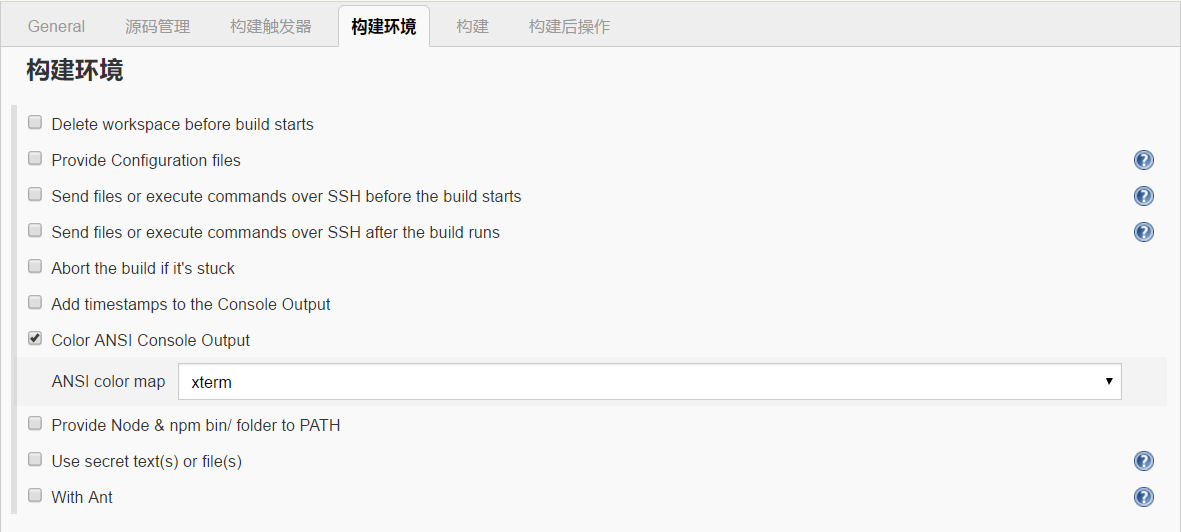 General 源码管理 构建触发器 构建环境 构建 构建后操作
构建环境
Delete workspace before build starts
Provide Configuration files
Send files or execute commands over SSH before the build starts
Send files or execute commands over SSH after the build runs
Abort the build if it's stuck
Add timestamps to the Console Output
Color ANSI Console Output
ANSI color map xterm
Provide Node & npm bin/ folder to PATH
Use secret text(s) or file(s)
With Ant